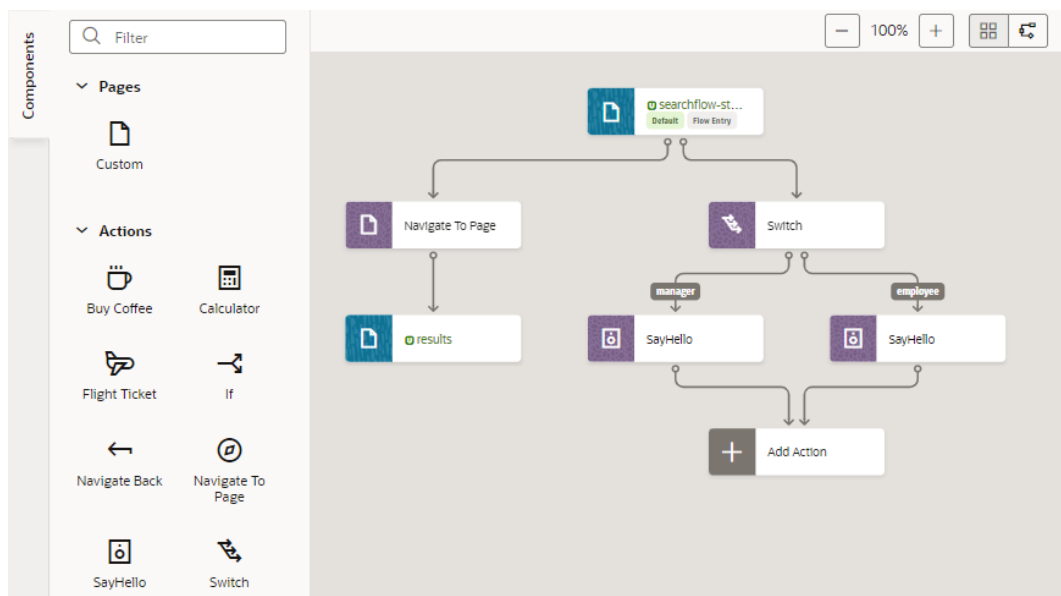 Components
Filter
Pages
Custom
Actions
Buy Coffee
Calculator
Flight Ticket
If
Navigate Back
Navigate To
Page
SayHello
Switch
100%
searchflow-st...
Default
Flow Entry
Navigate To Page
Switch
manager
employee
results
SayHello
SayHello
Add Action